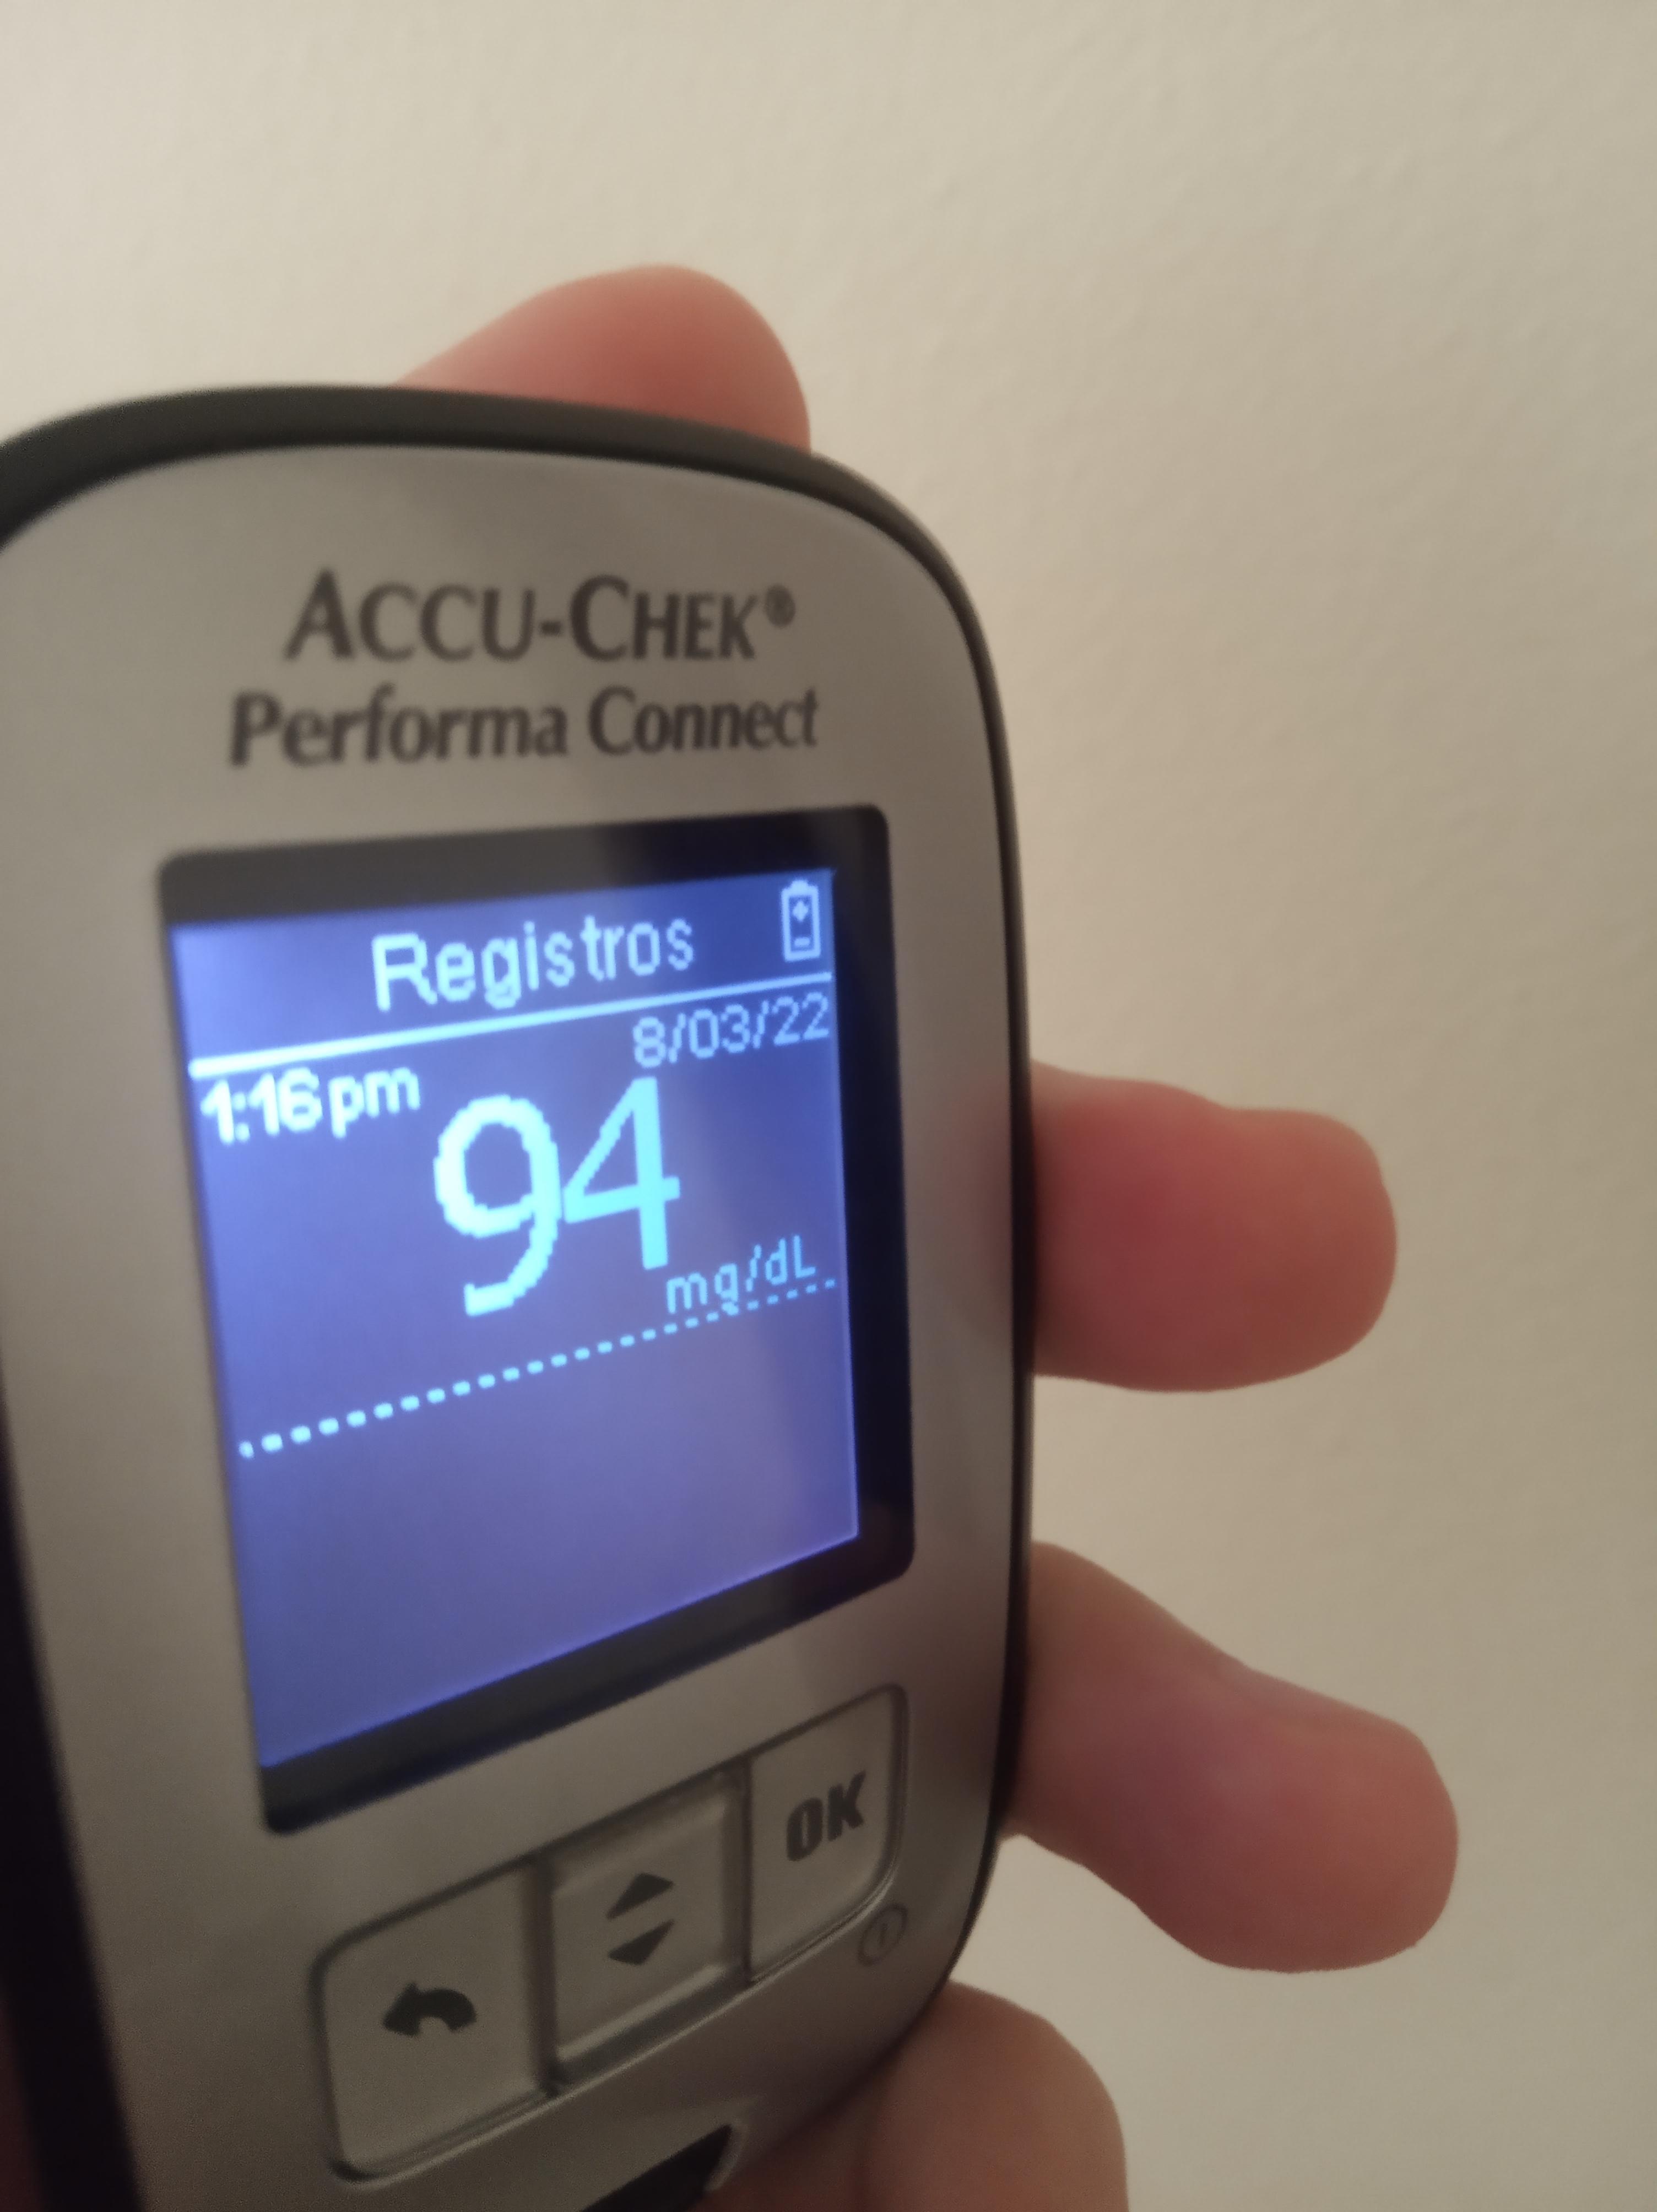 ACCU-CHEK®
Performa Connect
Registros
8/03/22
1:16pm
94
mg/dL
OK